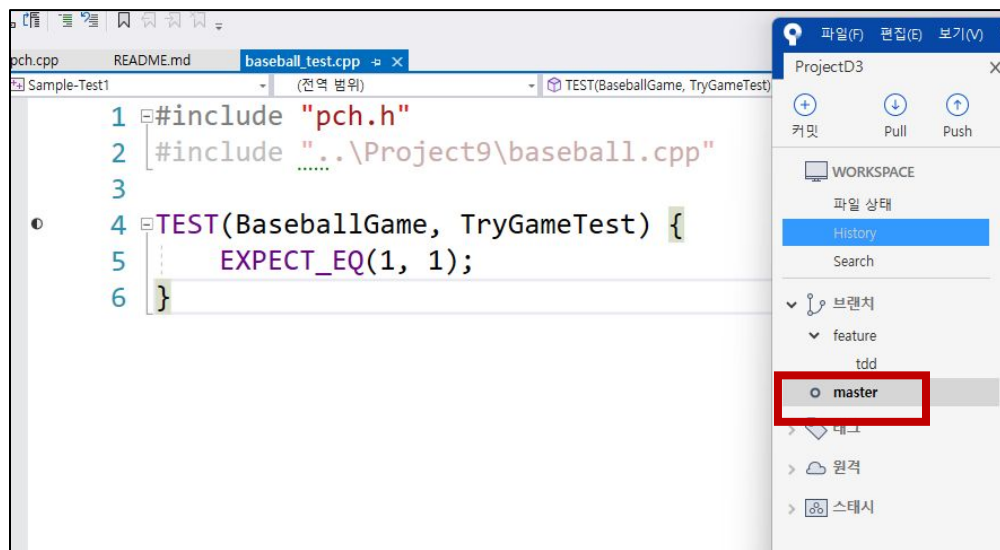 pch.cpp README.md baseball_test.cpp
Sample-Test1 (전역 범위) TEST(BaseballGame, TryGameTest)
1 #include "pch.h"
2 #include "..\Project9\baseball.cpp"
3
4 TEST(BaseballGame, TryGameTest) {
5 EXPECT_EQ(1, 1);
6 }
파일(F) 편집(E) 보기(V)
ProjectD3
커밋 Pull Push
WORKSPACE
파일 상태
History
Search
브랜치
feature
tdd
master
태그
원격
스태시